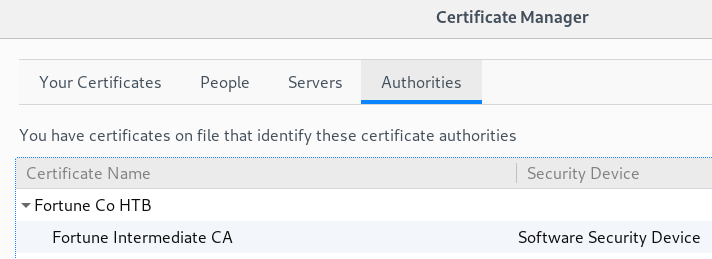 Certificate Manager
Your Certificates People Servers Authorities
You have certificates on file that identify these certificate authorities
Certificate Name Security Device
Fortune Co HTB
Fortune Intermediate CA Software Security Device